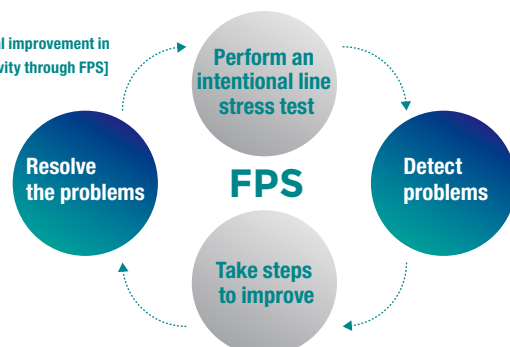 improvement in
through FPS]
Perform an
intentional line
stress test
Resolve
the problems
FPS
Detect
problems
Take steps
to improve